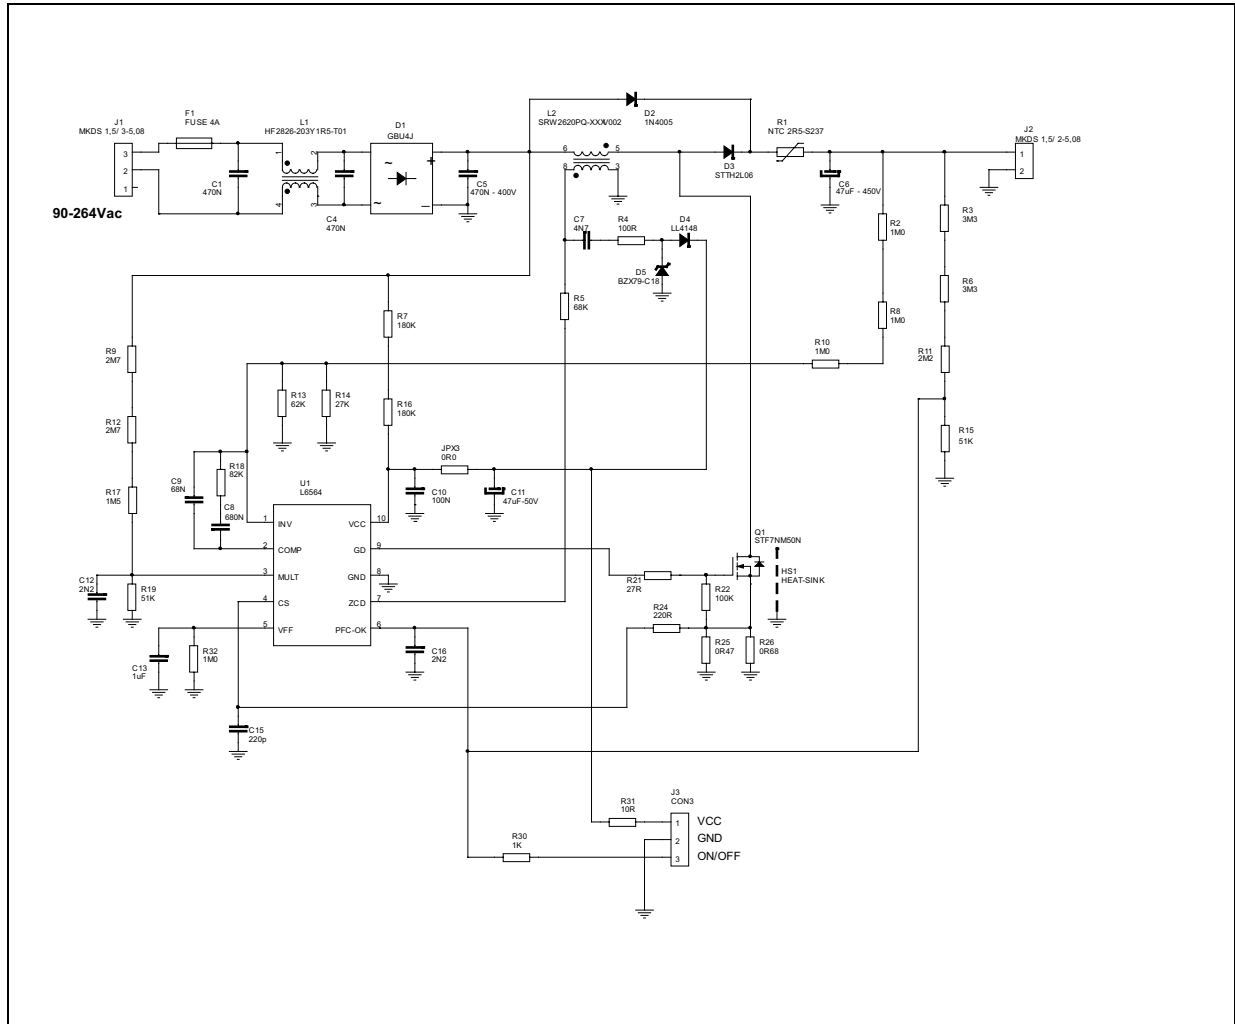 J1
MKDS 1,5/ 3-5,08
3
2
1
90-264Vac
F1
FUSE 4A
C1
470N
L1
HF2826-203Y1R5-T01
1
2
4
3
C4
470N
D1
GBU4J
~
+
~
_
C5
470N - 400V
L2
SRW2620PQ-XXXV002
6
5
8
3
D2
1N4005
D3
STTH2L06
R1
NTC 2R5-S237
C6
47uF - 450V
J2
MKDS 1,5/ 2-5,08
1
2
R2
1M0
R3
3M3
C7
4N7
R4
100R
D4
LL4148
D5
BZX79-C18
R5
68K
R6
3M3
R7
180K
R8
1M0
R9
2M7
R10
1M0
R11
2M2
R12
2M7
R13
62K
R14
27K
R16
180K
R15
51K
JPX3
0R0
R18
82K
C9
68N
R17
1M5
C8
680N
C10
100N
C11
47uF-50V
U1
L6564
1
INV
VCC
10
2
COMP
GD
9
3
MULT
GND
8
4
CS
ZCD
7
5
VFF
PFC-OK
6
C12
2N2
R19
51K
Q1
STF7NM50N
HS1
HEAT-SINK
R21
27R
R22
100K
R24
220R
R25
0R47
R26
0R68
R32
1M0
C13
1uF
C16
2N2
C15
220p
R31
10R
J3
CON3
1
VCC
2
GND
3
ON/OFF
R30
1K